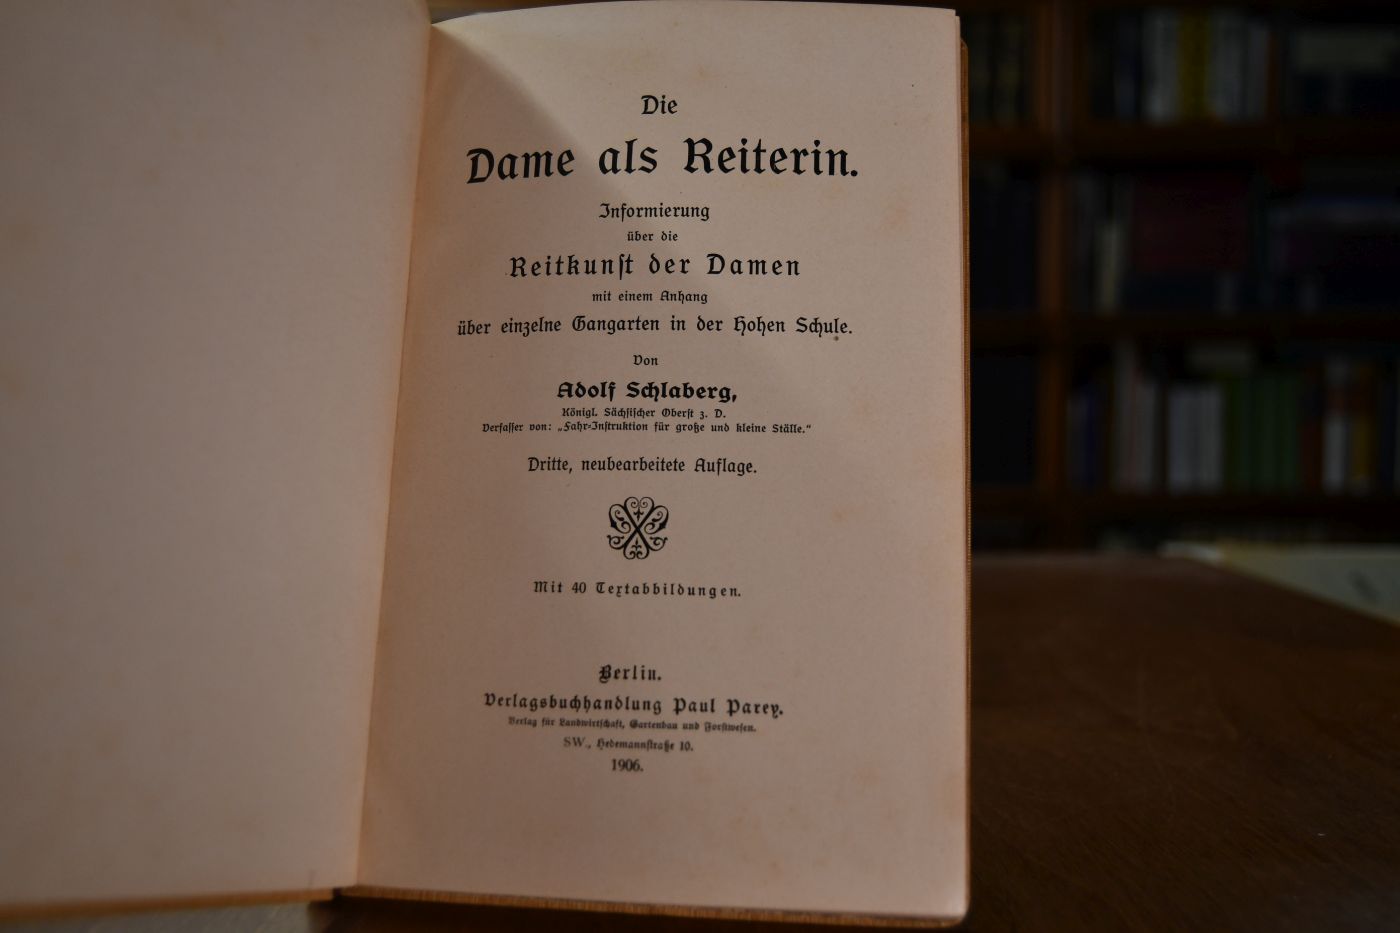 Die
Dame als Reiterin.
Informierung
über die
Reitkunſt der Damen
mit einem Anhang
über einzelne Gangarten in der Hohen Schule.
Von
Adolf Schlaberg,
Königl. Sächſiſcher Oberſt z. D.
Verfaſſer von: „Fahr-Inſtruktion für große und kleine Ställe."
Dritte, neubearbeitete Auflage.
Mit 40 Textabbildungen.
Berlin.
Verlagsbuchhandlung Paul Parey.
Verlag für Landwirtſchaft, Gartenbau und Forſtweſen.
SW., Hedemannſtraße 10.
1906.